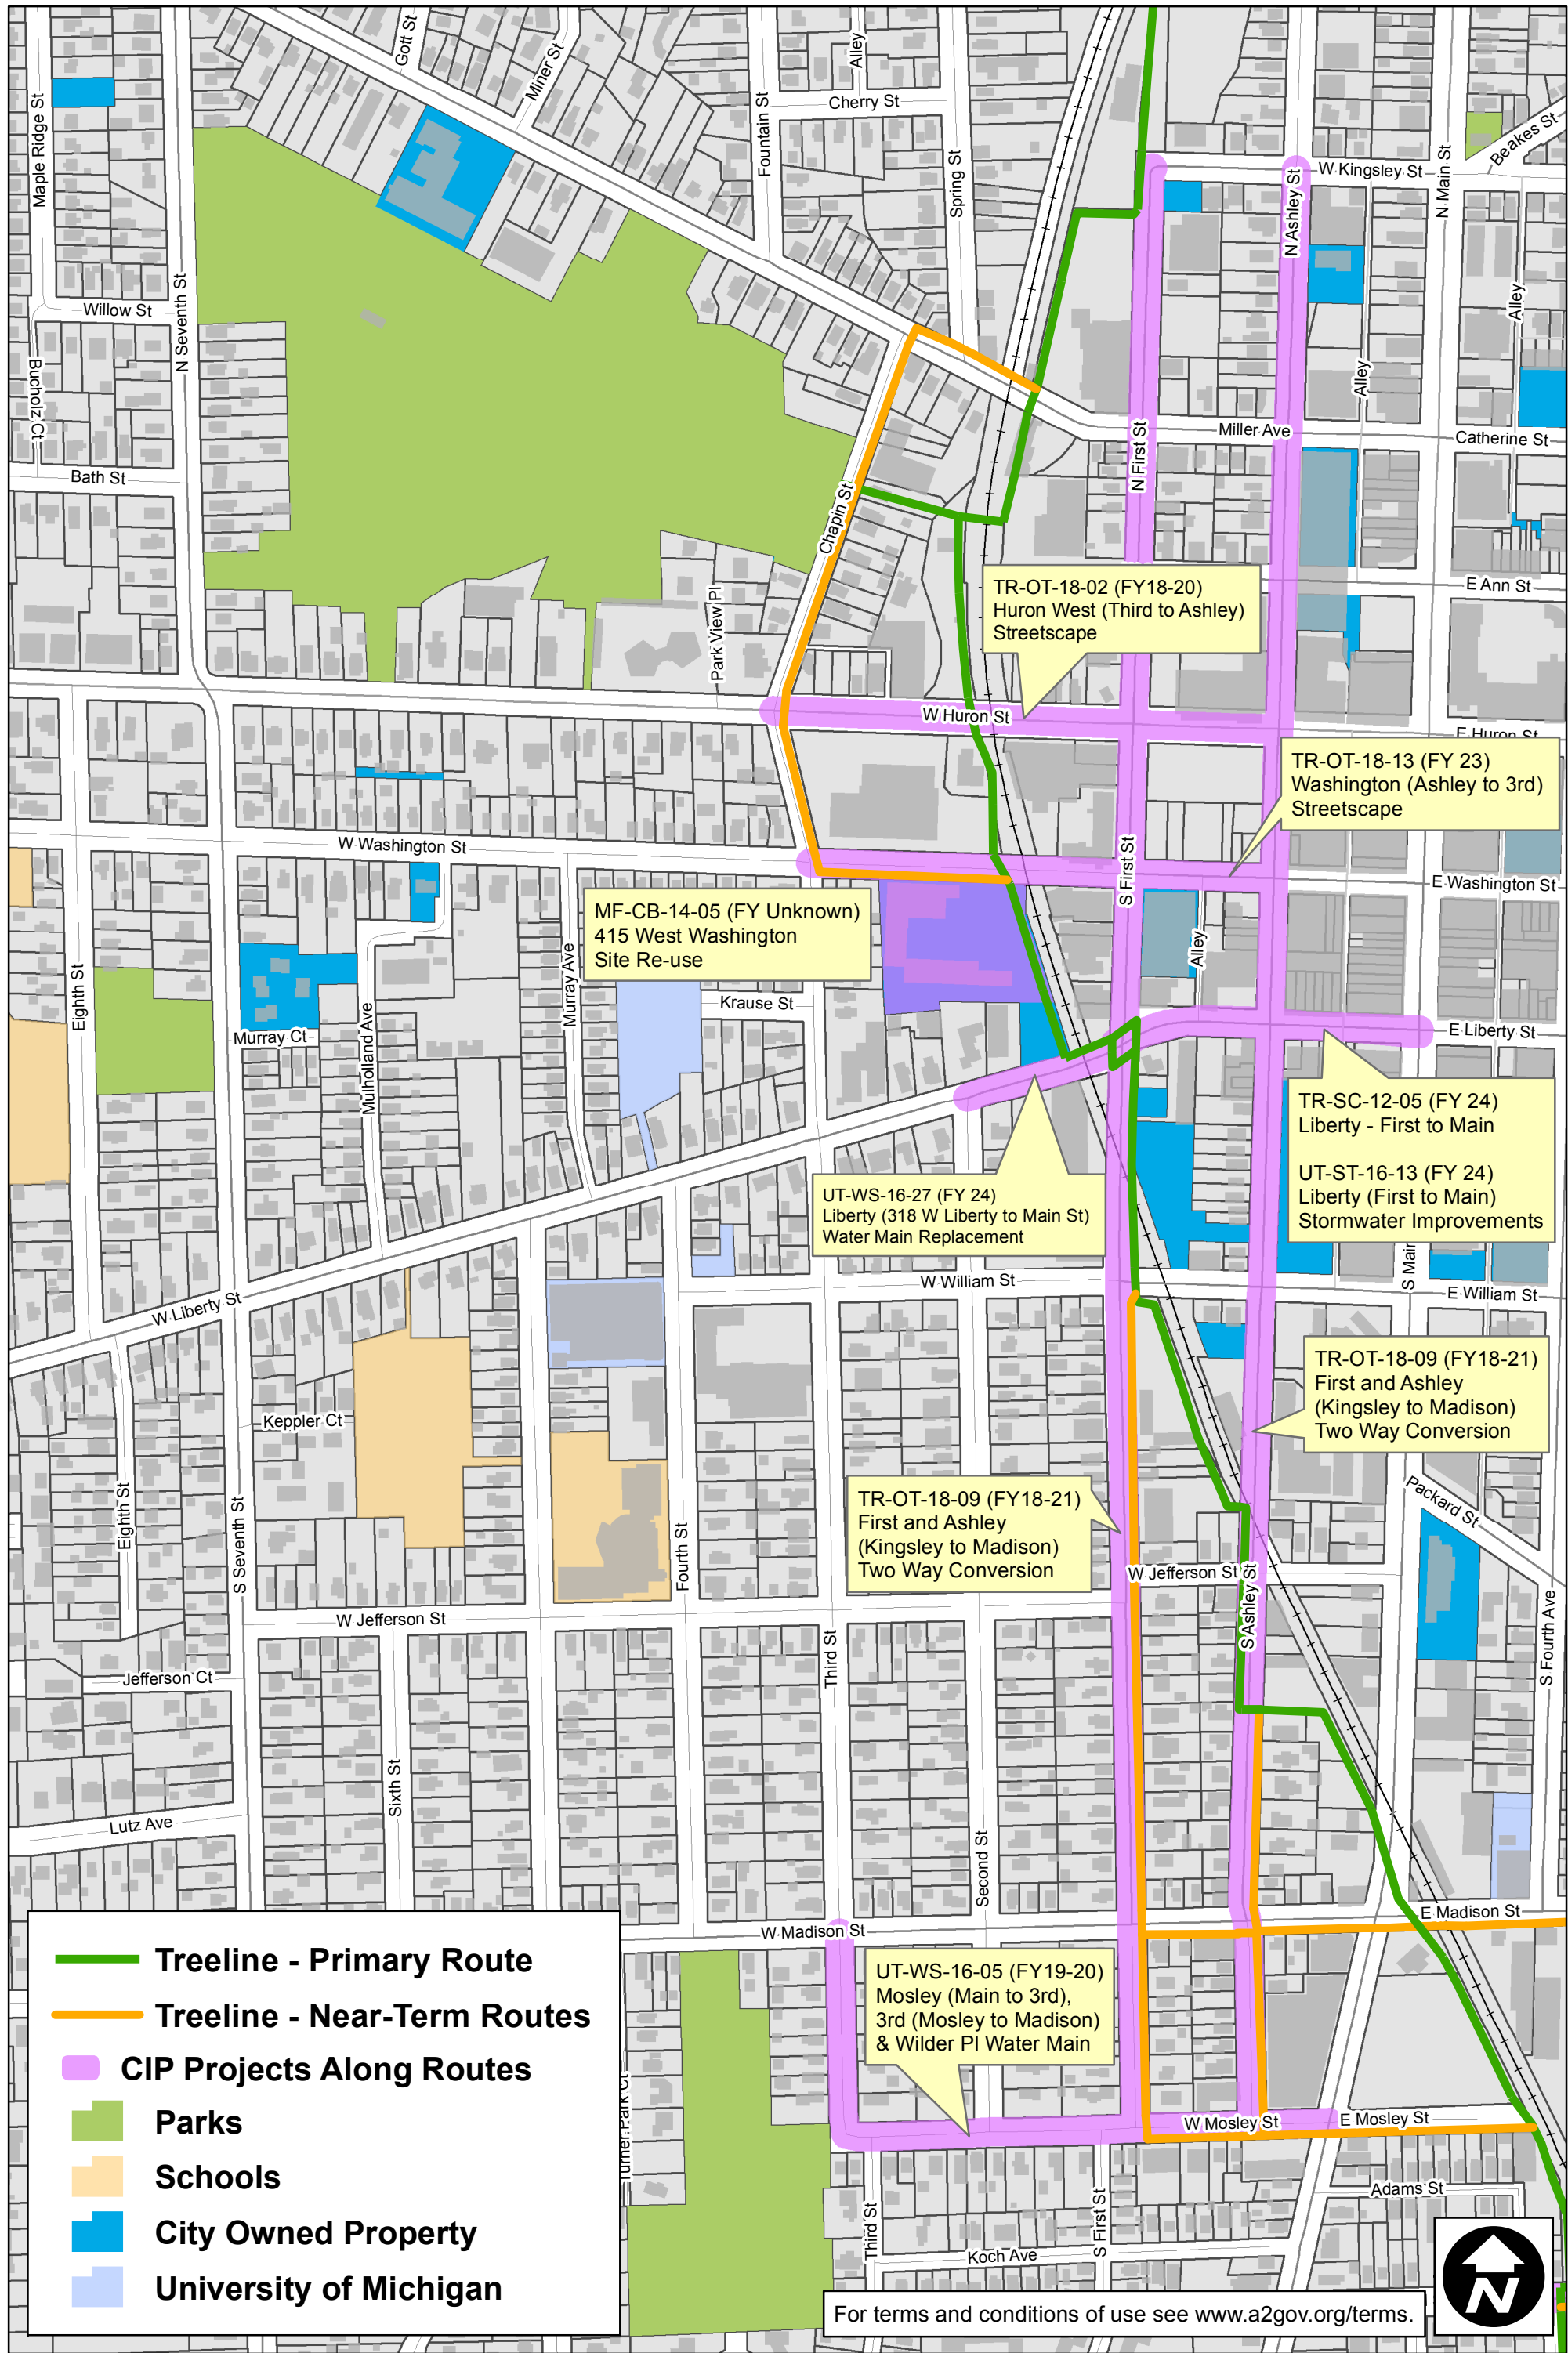 Gott St
Miner St
Alley
Maple Ridge St
Fountain St
Cherry St
Spring St
Beakes St
W Kingsley St
N Main St
N Ashley St
Willow St
N Seventh St
Bucholz Ct
Alley
Alley
Miller Ave
Catherine St
N First St
Bath St
Chapin St
E Ann St
TR-OT-18-02 (FY18-20)
Huron West (Third to Ashley)
Streetscape
Park View Pl
W Huron St
E Huron St
TR-OT-18-13 (FY 23)
Washington (Ashley to 3rd)
Streetscape
W Washington St
S First St
E Washington St
MF-CB-14-05 (FY Unknown)
415 West Washington
Site Re-use
Alley
Eighth St
Murray Ave
Krause St
Murray Ct
Mulholland Ave
E Liberty St
TR-SC-12-05 (FY 24)
Liberty - First to Main
UT-ST-16-13 (FY 24)
Liberty (First to Main)
Stormwater Improvements
UT-WS-16-27 (FY 24)
Liberty (318 W Liberty to Main St)
Water Main Replacement
W William St
S Main
E William St
W Liberty St
TR-OT-18-09 (FY18-21)
First and Ashley
(Kingsley to Madison)
Two Way Conversion
Keppler Ct
Eighth St
S Seventh St
TR-OT-18-09 (FY18-21)
First and Ashley
(Kingsley to Madison)
Two Way Conversion
Packard St
Fourth St
W Jefferson St
S Ashley St
W Jefferson St
Third St
S Fourth Ave
Jefferson Ct
Sixth St
Lutz Ave
Second St
W Madison St
E Madison St
UT-WS-16-05 (FY19-20)
Mosley (Main to 3rd),
3rd (Mosley to Madison)
& Wilder Pl Water Main
Treeline - Primary Route
Treeline - Near-Term Routes
CIP Projects Along Routes
Parks
Schools
City Owned Property
University of Michigan
Turner Park Ct
W Mosley St
E Mosley St
Adams St
Third St
S First St
Koch Ave
For terms and conditions of use see www.a2gov.org/terms.
N